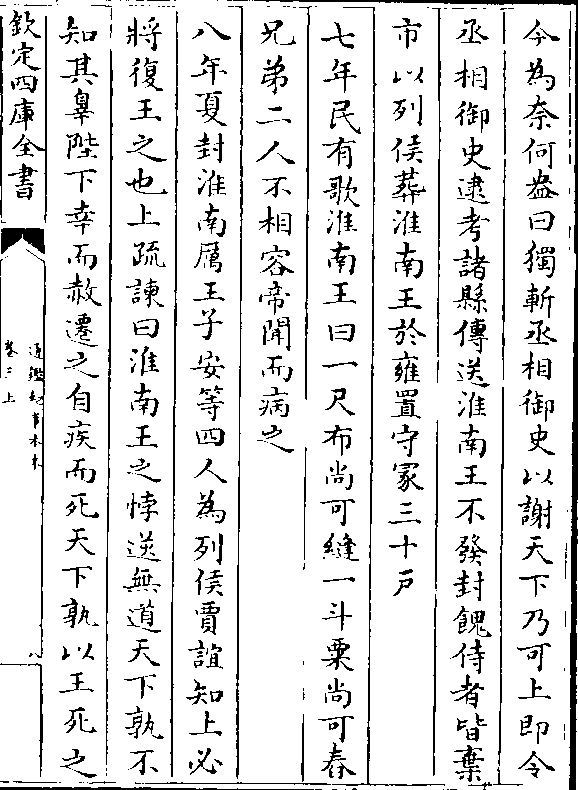 今為奈何盎曰獨斬丞相御史以謝天下乃可上即令
丞相御史逮考諸縣傳送淮南王不發封餽侍者皆棄
市以列侯葬淮南王於雍置守冢三十戸
七年民有歌淮南王曰一尺布尚可縫一斗粟尚可舂
兄弟二人不相容帝聞而病之
八年夏封淮南厲王子安等四人為列侯賈誼知上必
將復王之也上疏諫曰淮南王之悖逆無道天下孰不
知其辠陛下幸而赦遷之自疾而死天下孰以王死之
欽定四庫全書
通鑑紀事本末
卷二上
八